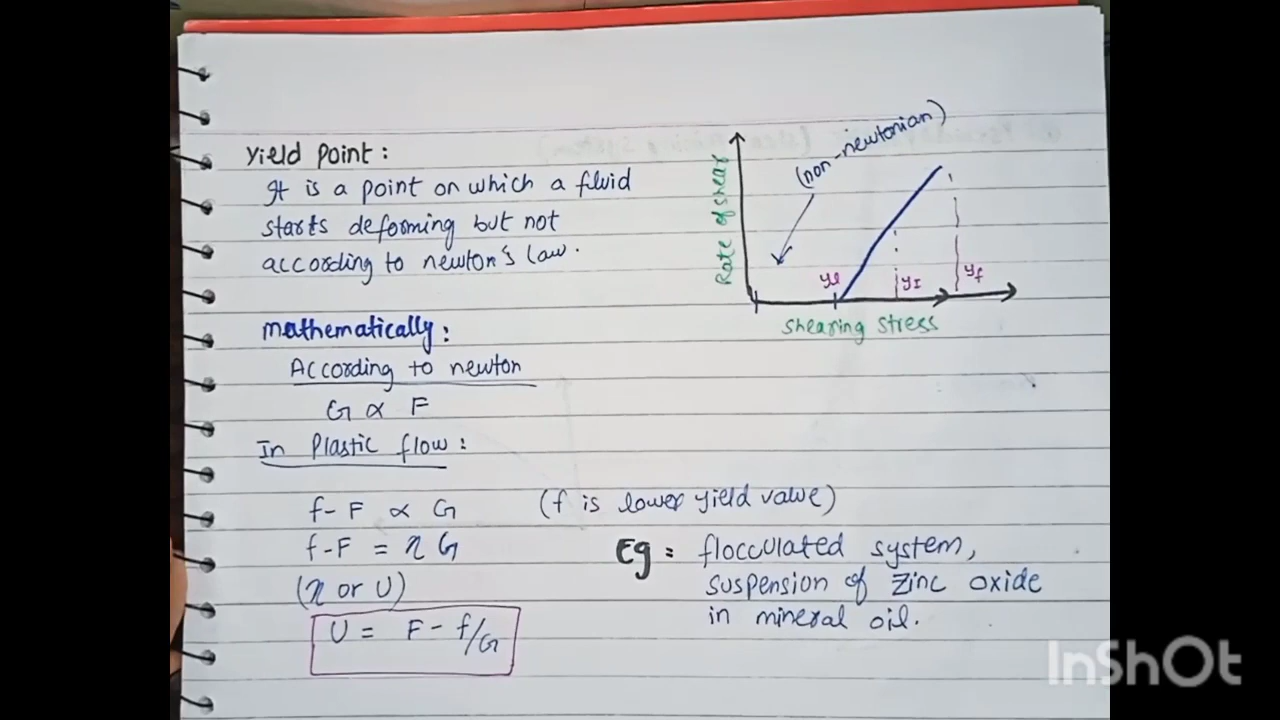 Yield Point:
It is a point on which a fluid
starts deforming but not
according to newton's law.
(non-newtonian)
Rate of shear
yl
yI
yf
Shearing stress
Mathematically:
According to newton
G ∝ F
In Plastic flow:
f-F ∝ G (f is lower yield value)
f-F = η G
(η or U)
U = F-f/G
Eg = flocculated system,
suspension of Zinc oxide
in mineral oil.
InShOt